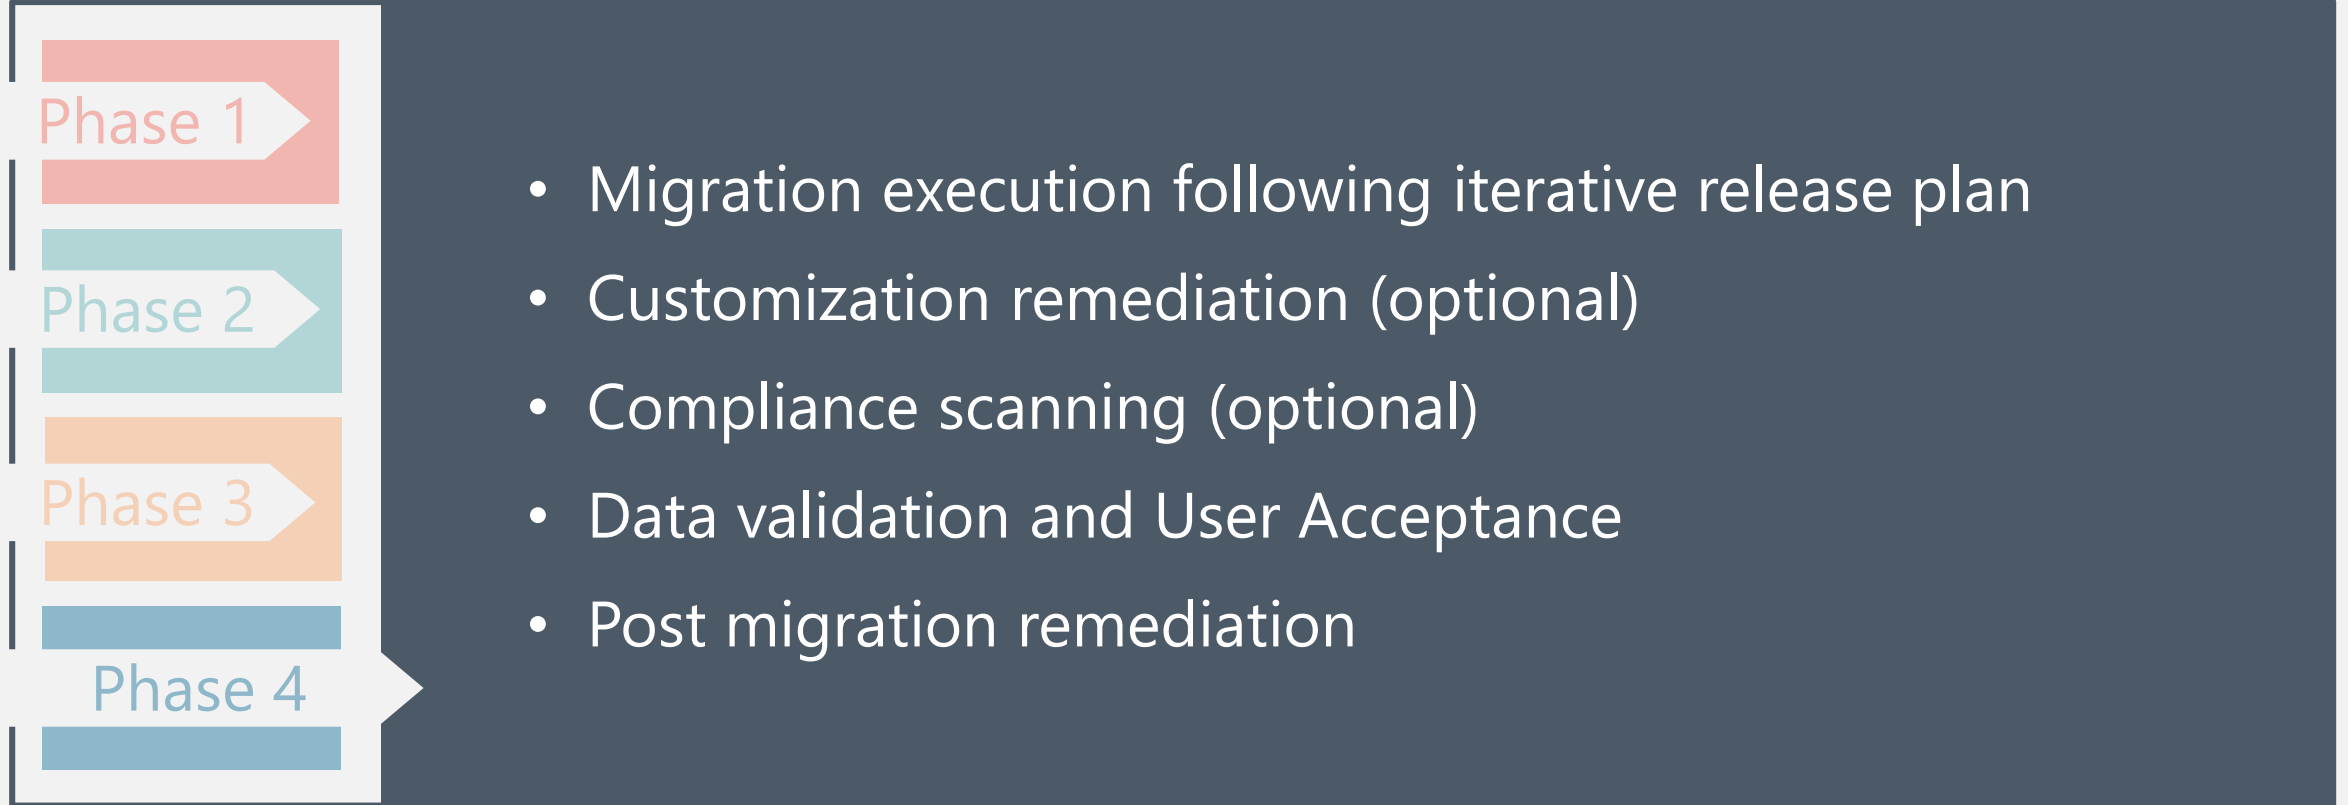 Phase 1
Phase 2
Phase 3
Phase 4
• Migration execution following iterative release plan
• Customization remediation (optional)
• Compliance scanning (optional)
• Data validation and User Acceptance
• Post migration remediation